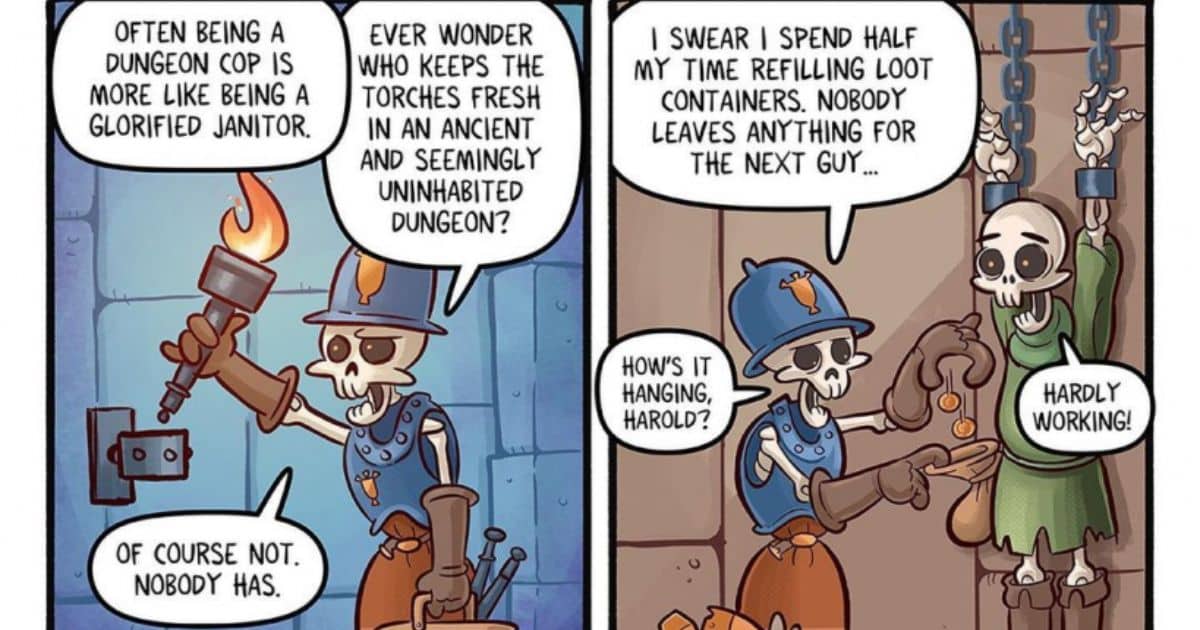 OFTEN BEING A
DUNGEON COP IS
MORE LIKE BEING A
GLORIFIED JANITOR.
EVER WONDER
WHO KEEPS THE
TORCHES FRESH
IN AN ANCIENT
AND SEEMINGLY
UNINHABITED
DUNGEON?
OF COURSE NOT.
NOBODY HAS.
I SWEAR I SPEND HALF
MY TIME REFILLING LOOT
CONTAINERS. NOBODY
LEAVES ANYTHING FOR
THE NEXT GUY...
HOW'S IT
HANGING,
HAROLD?
HARDLY
WORKING!